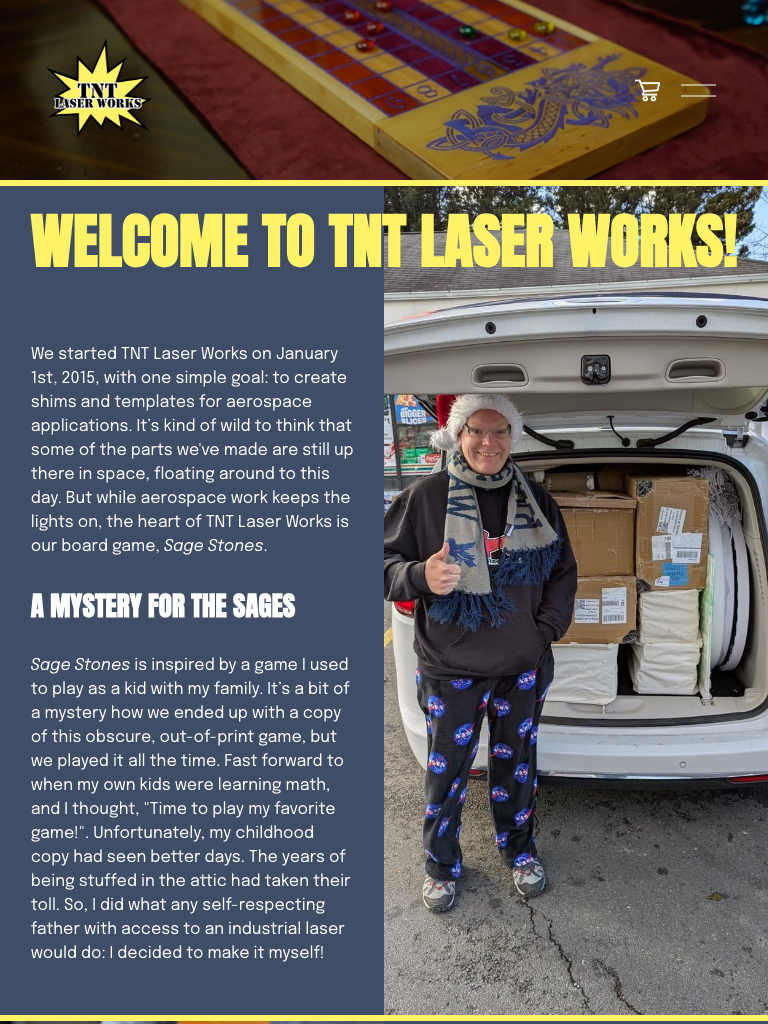 TNT
LASER WORKS
WELCOME TO TNT LASER WORKS!
We started TNT Laser Works on January
1st, 2015, with one simple goal: to create
shims and templates for aerospace
applications. It's kind of wild to think that
some of the parts we've made are still up
there in space, floating around to this
day. But while aerospace work keeps the
lights on, the heart of TNT Laser Works is
our board game, Sage Stones.
A MYSTERY FOR THE SAGES
Sage Stones is inspired by a game I used
to play as a kid with my family. It's a bit of
a mystery how we ended up with a copy
of this obscure, out-of-print game, but
we played it all the time. Fast forward to
when my own kids were learning math,
and I thought, "Time to play my favorite
game!". Unfortunately, my childhood
copy had seen better days. The years of
being stuffed in the attic had taken their
toll. So, I did what any self-respecting
father with access to an industrial laser
would do: I decided to make it myself!
BIGGER
SLICES
NASA